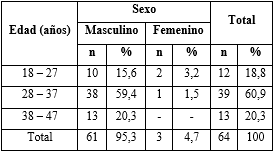 Edad (años) Sexo Total
Masculino Femenino
n % n % n %
18 – 27 10 15,6 2 3,2 12 18,8
28 – 37 38 59,4 1 1,5 39 60,9
38 – 47 13 20,3 - - 13 20,3
Total 61 95,3 3 4,7 64 100